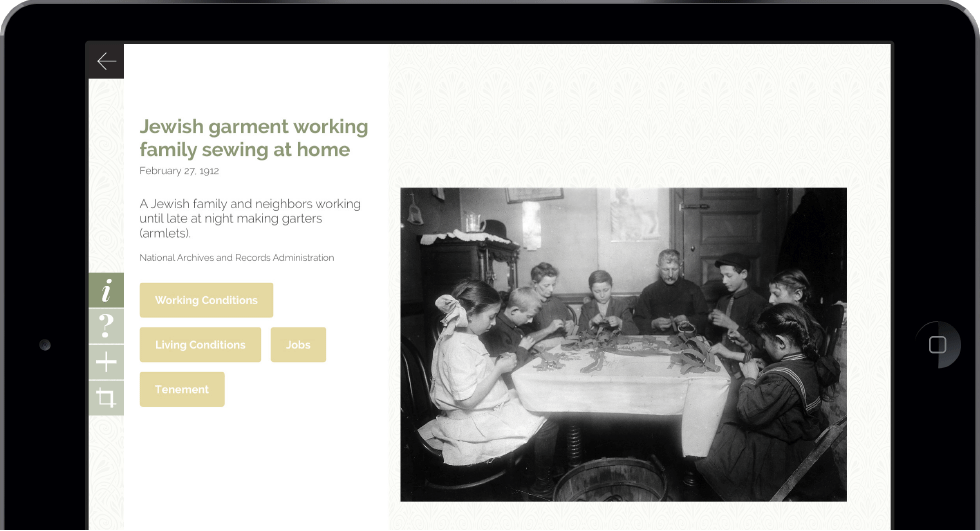 Jewish garment working
family sewing at home
February 27, 1912
A Jewish family and neighbors working
until late at night making garters
(armlets).
National Archives and Records Administration
i
?
Working Conditions
Living Conditions
Jobs
Tenement